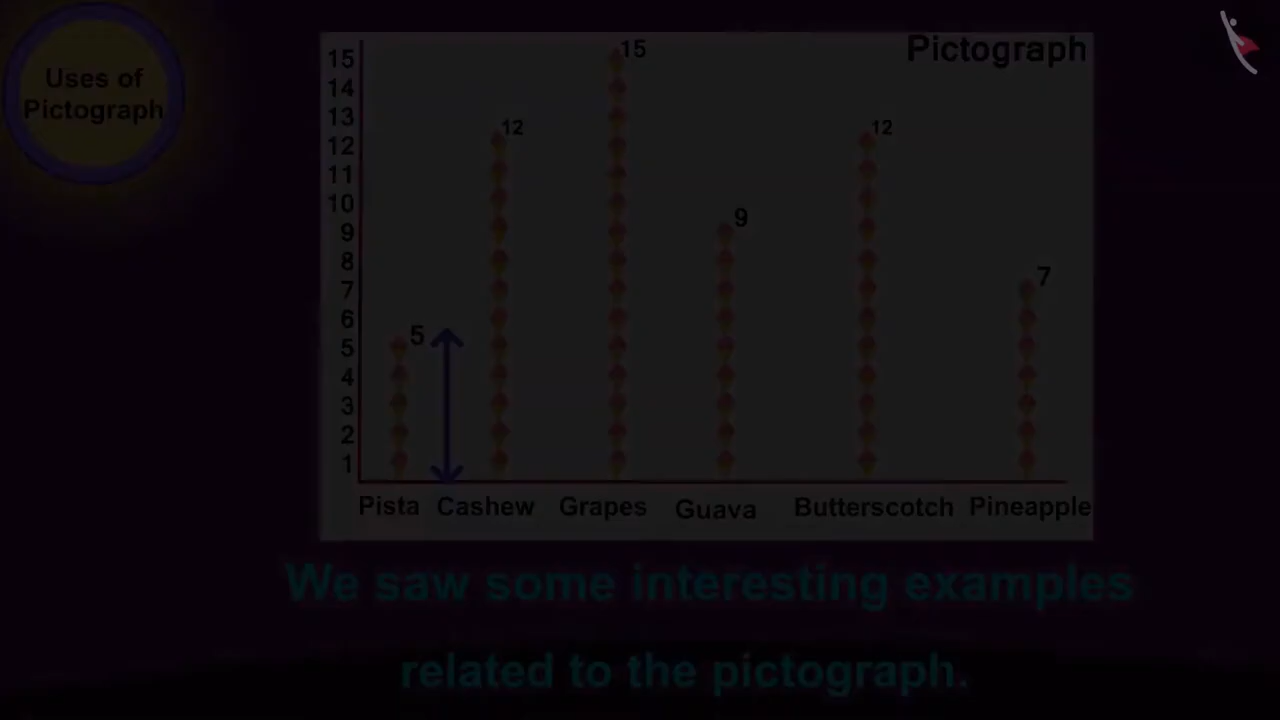 Uses of
Pictograph
Pictograph
15
14
13
12
11
10
9
8
7
6
5
4
3
2
1
5
12
15
9
12
7
Pista
Cashew
Grapes
Guava
Butterscotch
Pineapple
We saw some interesting examples
related to the pictograph.